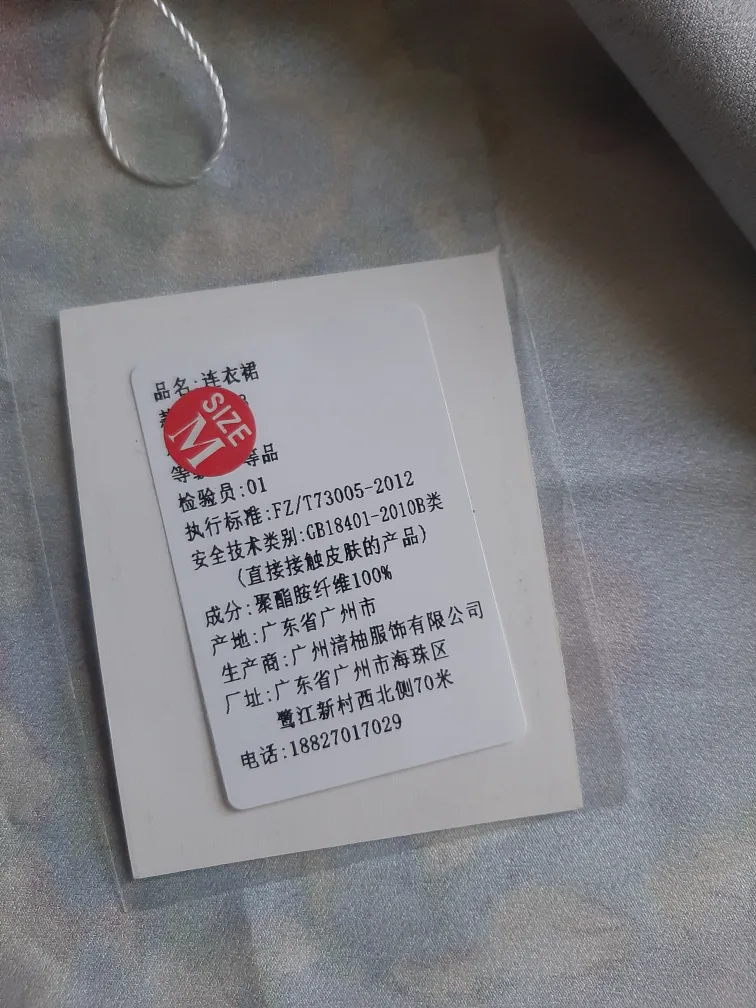 品名:连衣裙
SIZE
M
等品
检验员:01
执行标准:FZ/T73005-2012
安全技术类别:GB18401-2010B类
(直接接触皮肤的产品)
成分:聚酯胺纤维100%
产地:广东省广州市
生产商:广州清柚服饰有限公司
厂址:广东省广州市海珠区
鹭江新村西北侧70米
电话:18827017029